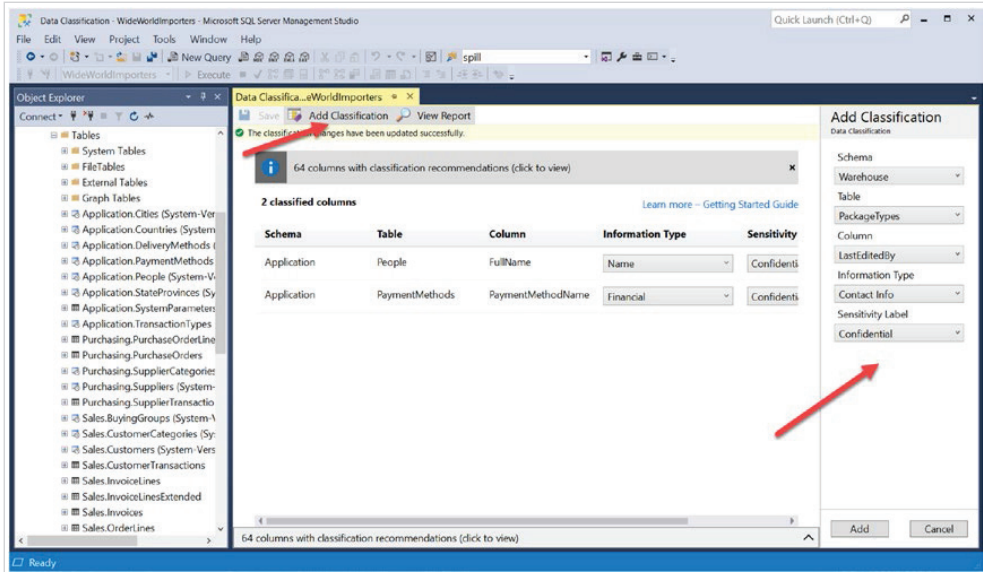 Data Classification - WideWorldImporters - Microsoft SQL Server Management Studio
Quick Launch (Ctrl+Q)
File Edit View Project Tools Window Help
New Query
spill
WideWorldImporters
Execute
Object Explorer
Connect
Tables
System Tables
FileTables
External Tables
Graph Tables
Application.Cities (System-Ver
Application.Countries (System
Application.DeliveryMethods (
Application.PaymentMethods
Application.People (System-V
Application.StateProvinces (Sy
Application.SystemParameters
Application.TransactionTypes
Purchasing.PurchaseOrderLine
Purchasing.PurchaseOrders
Purchasing.SupplierCategories
Purchasing.Suppliers (System-
Purchasing.SupplierTransactio
Sales.BuyingGroups (System-V
Sales.CustomerCategories (Sy
Sales.Customers (System-Vers
Sales.CustomerTransactions
Sales.InvoiceLines
Sales.InvoiceLinesExtended
Sales.Invoices
Sales.OrderLines
Data Classifica...eWorldImporters
Save Add Classification View Report
The classification changes have been updated successfully.
64 columns with classification recommendations (click to view)
2 classified columns
Learn more – Getting Started Guide
Schema Table Column Information Type Sensitivity
Application People FullName Name Confidenti
Application PaymentMethods PaymentMethodName Financial Confidenti
64 columns with classification recommendations (click to view)
Add Classification
Data Classification
Schema
Warehouse
Table
PackageTypes
Column
LastEditedBy
Information Type
Contact Info
Sensitivity Label
Confidential
Add Cancel
Ready